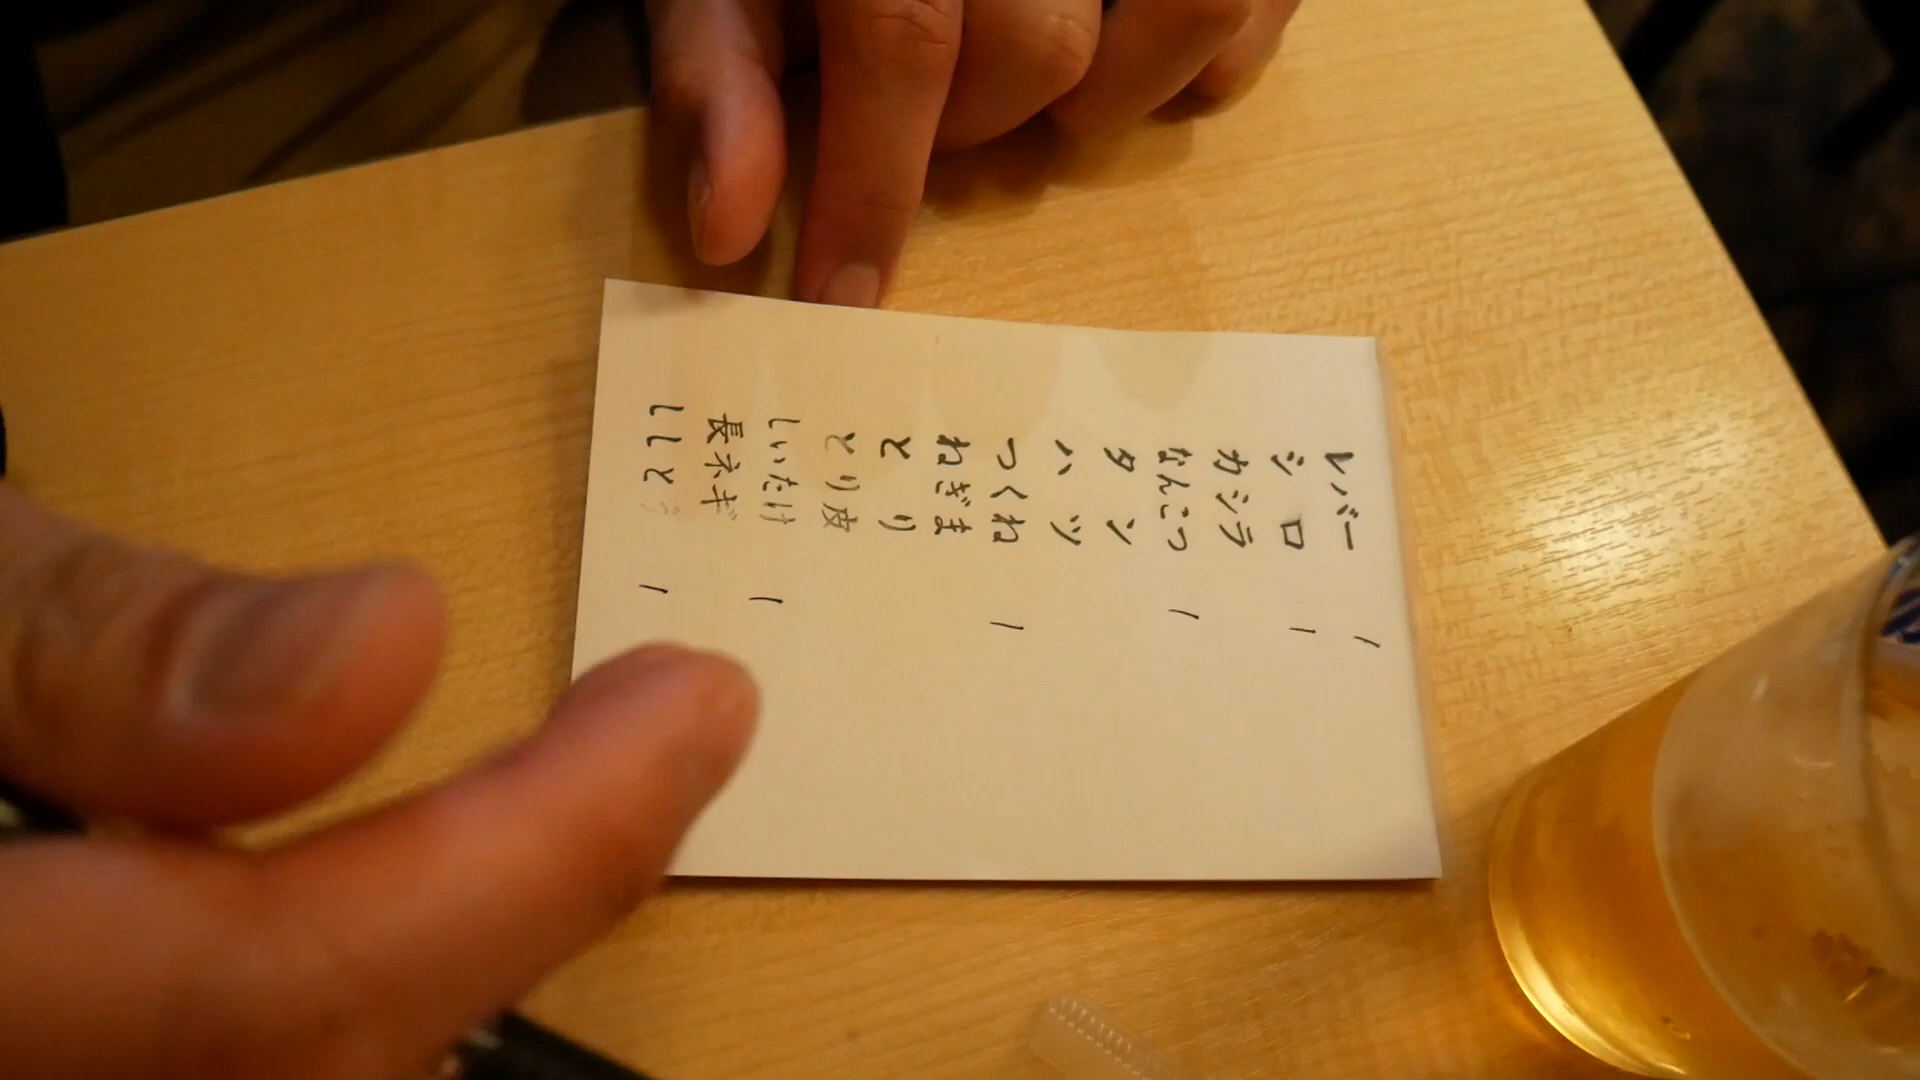 レバー /
シロ /
カシラ
なんこつ /
タン
ハツ
つくね /
ねぎま
とり
とり皮
しいたけ /
長ネギ
ししとう /